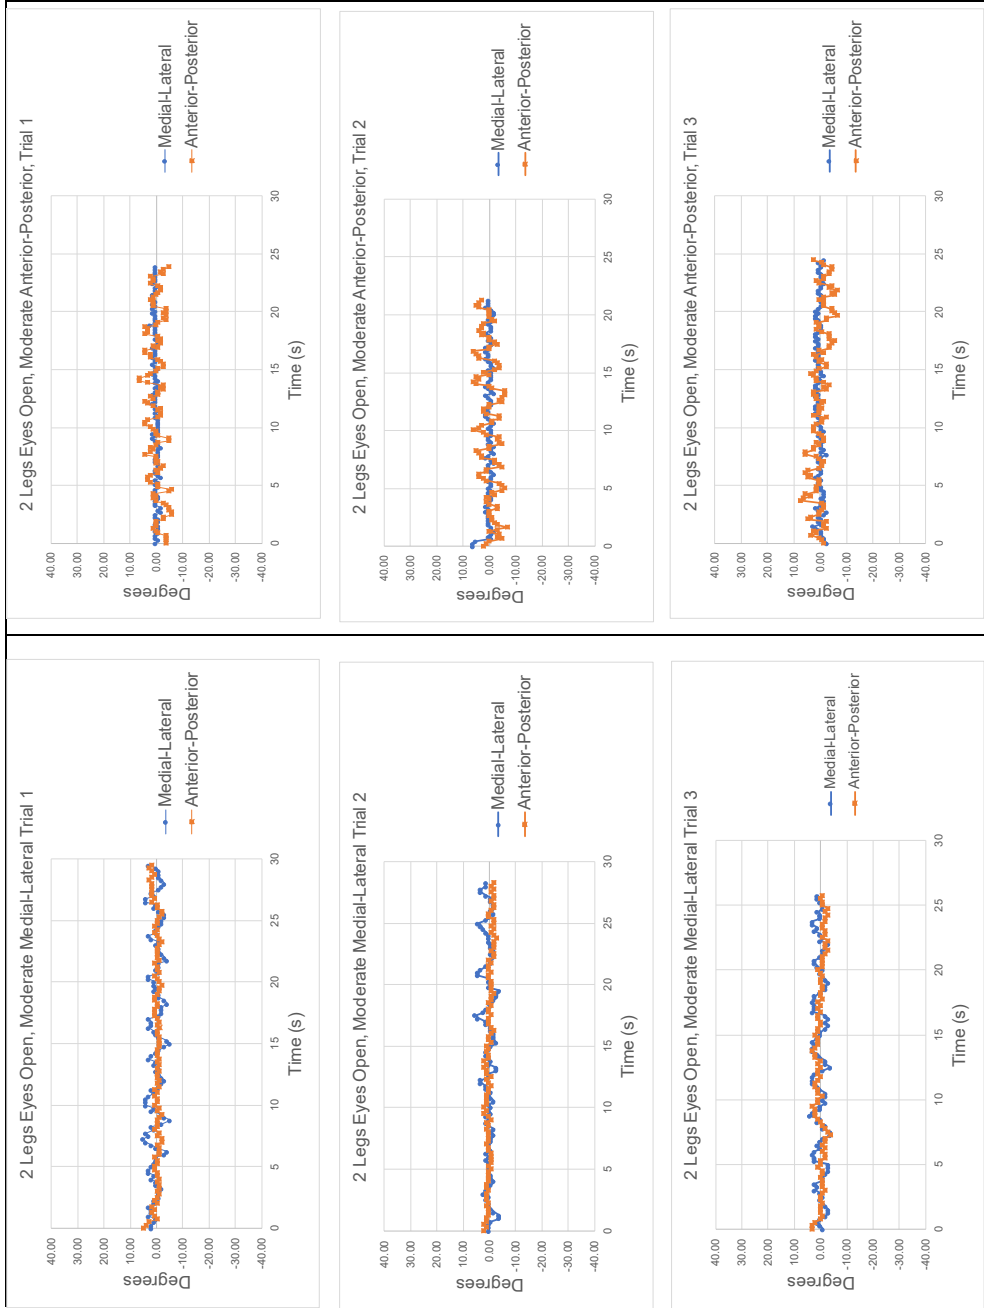 2 Legs Eyes Open, Moderate Medial-Lateral Trial 1
Degrees
40.00
30.00
20.00
10.00
0.00
-10.00
-20.00
-30.00
-40.00
0 5 10 15 20 25 30
Time (s)
Medial-Lateral
Anterior-Posterior
2 Legs Eyes Open, Moderate Anterior-Posterior, Trial 1
Degrees
40.00
30.00
20.00
10.00
0.00
-10.00
-20.00
-30.00
-40.00
0 5 10 15 20 25 30
Time (s)
Medial-Lateral
Anterior-Posterior
2 Legs Eyes Open, Moderate Medial-Lateral Trial 2
Degrees
40.00
30.00
20.00
10.00
0.00
-10.00
-20.00
-30.00
-40.00
0 5 10 15 20 25 30
Time (s)
Medial-Lateral
Anterior-Posterior
2 Legs Eyes Open, Moderate Anterior-Posterior, Trial 2
Degrees
40.00
30.00
20.00
10.00
0.00
-10.00
-20.00
-30.00
-40.00
0 5 10 15 20 25 30
Time (s)
Medial-Lateral
Anterior-Posterior
2 Legs Eyes Open, Moderate Medial-Lateral Trial 3
Degrees
40.00
30.00
20.00
10.00
0.00
-10.00
-20.00
-30.00
-40.00
0 5 10 15 20 25 30
Time (s)
Medial-Lateral
Anterior-Posterior
2 Legs Eyes Open, Moderate Anterior-Posterior, Trial 3
Degrees
40.00
30.00
20.00
10.00
0.00
-10.00
-20.00
-30.00
-40.00
0 5 10 15 20 25 30
Time (s)
Medial-Lateral
Anterior-Posterior